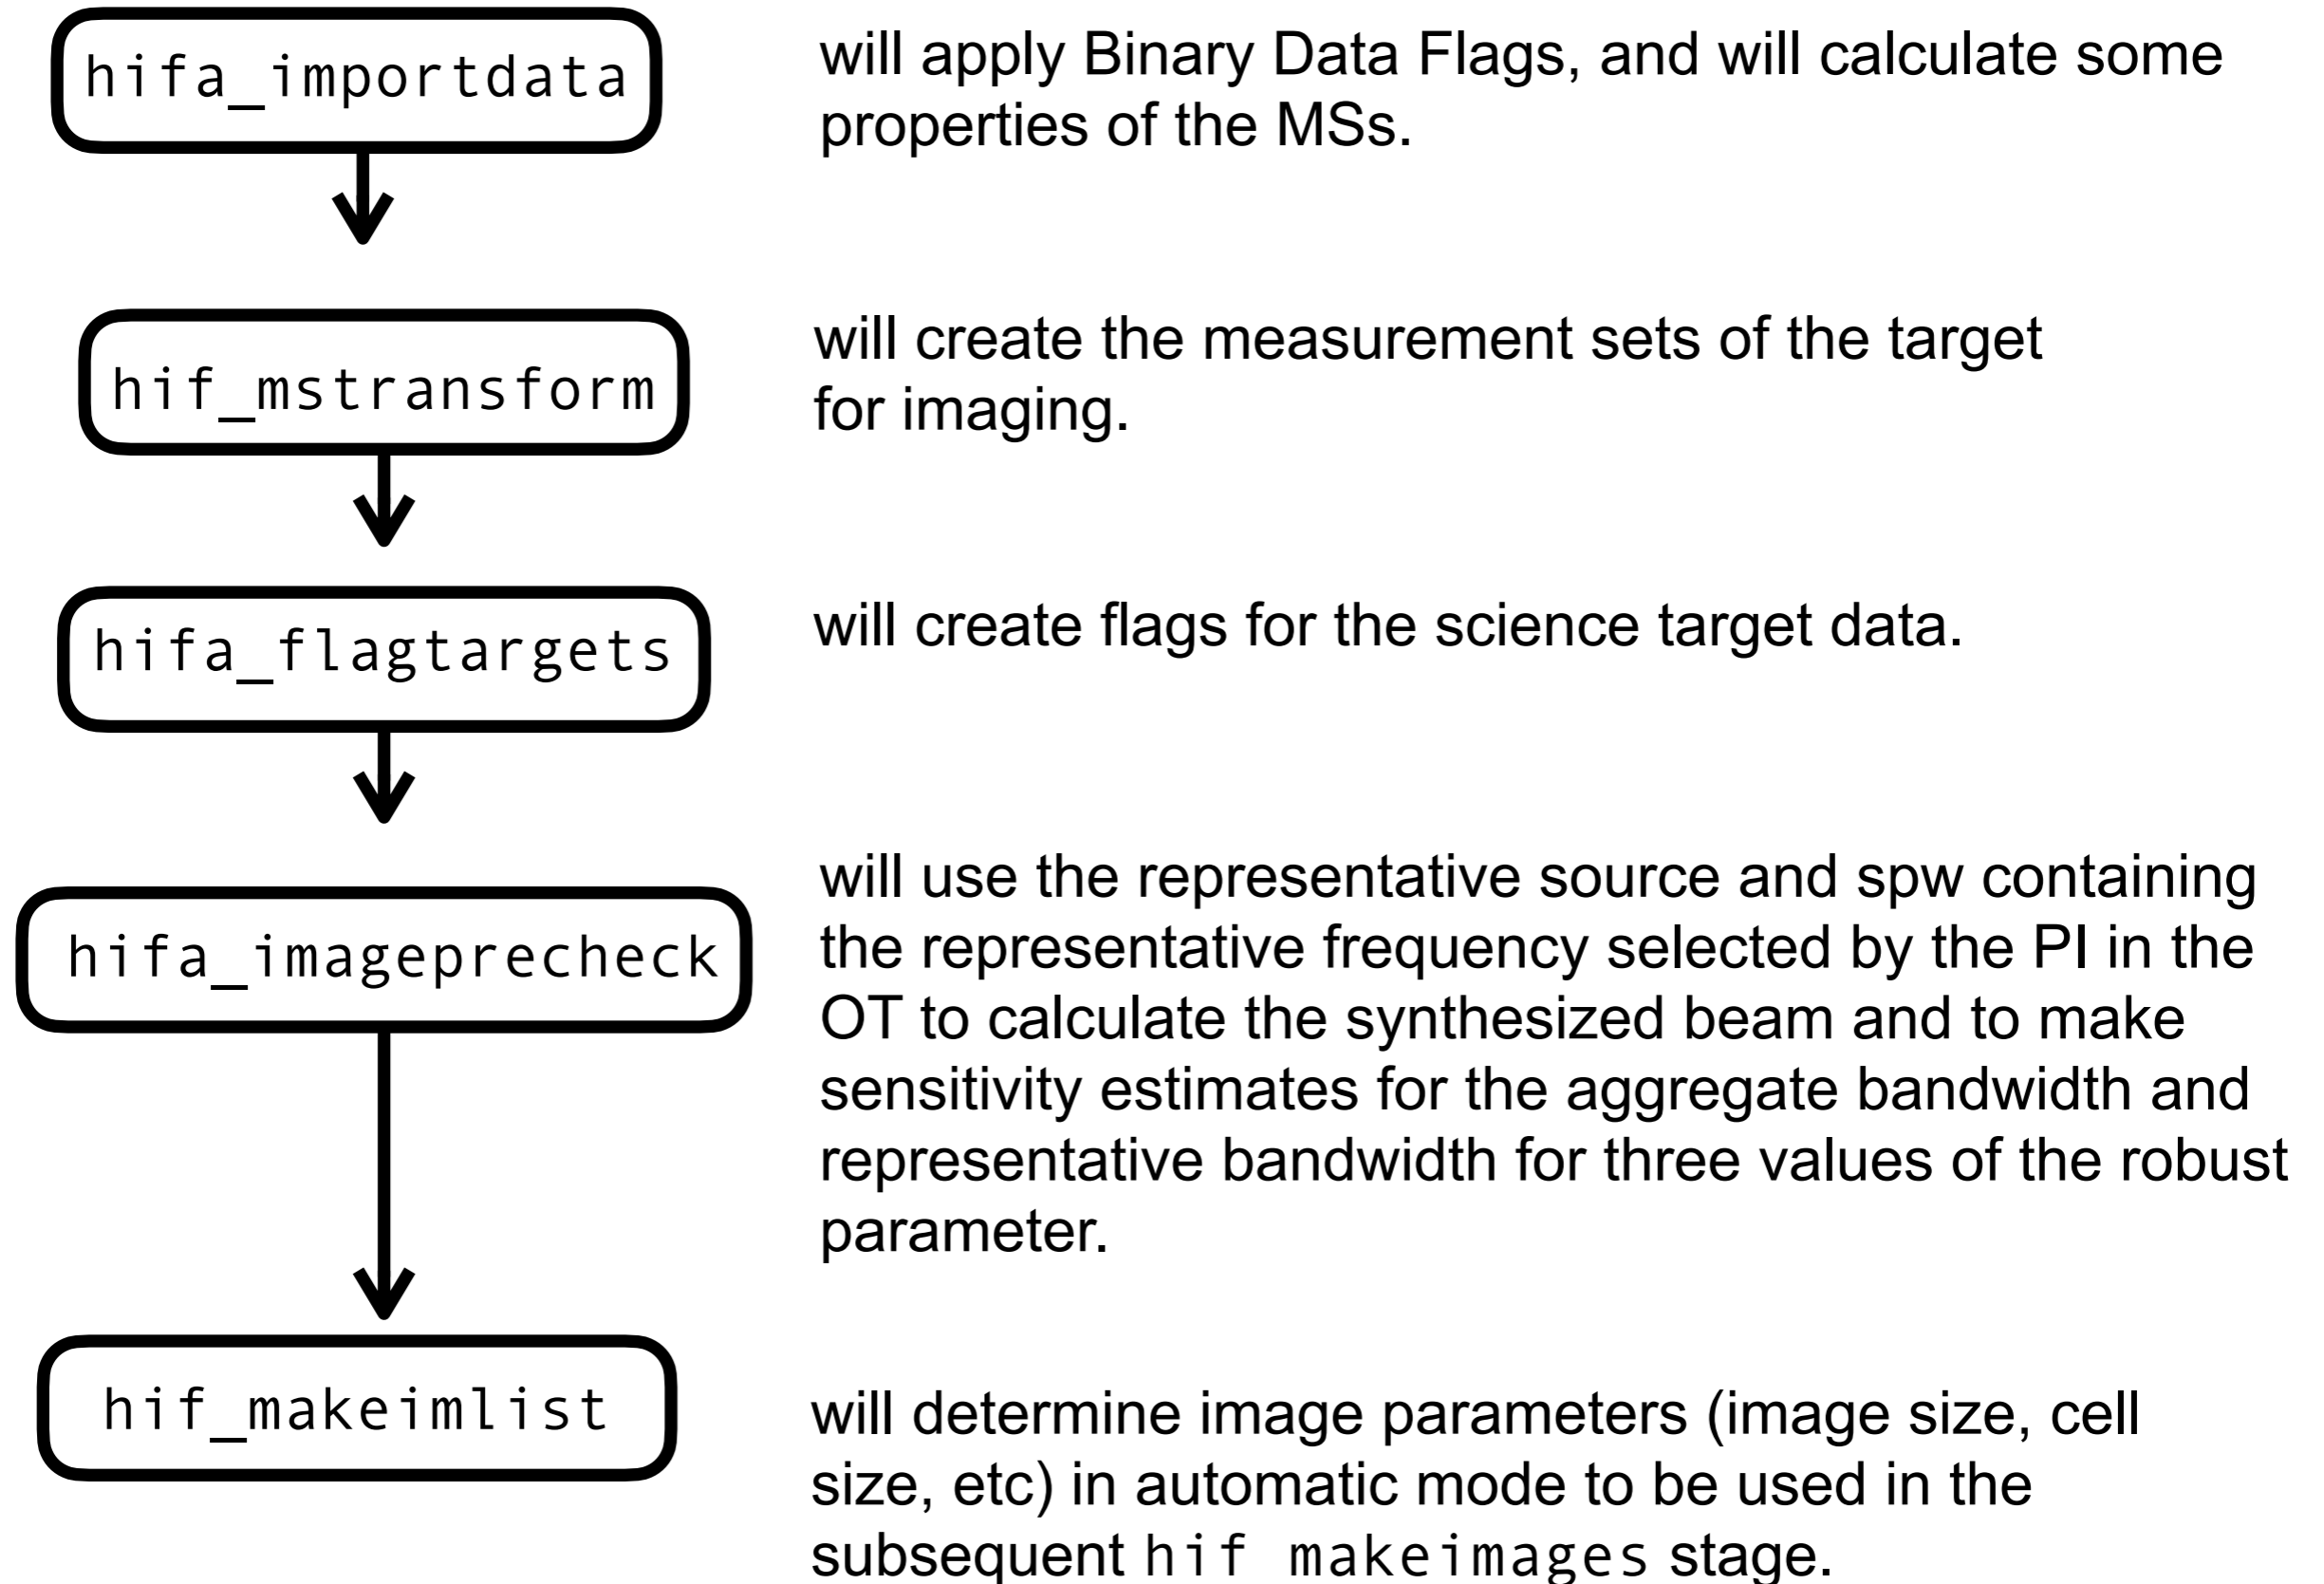 hifa_importdata
will apply Binary Data Flags, and will calculate some
properties of the MSs.
hif_mstransform
will create the measurement sets of the target
for imaging.
hifa_flagtargets
will create flags for the science target data.
hifa_imageprecheck
will use the representative source and spw containing
the representative frequency selected by the PI in the
OT to calculate the synthesized beam and to make
sensitivity estimates for the aggregate bandwidth and
representative bandwidth for three values of the robust
parameter.
hif_makeimlist
will determine image parameters (image size, cell
size, etc) in automatic mode to be used in the
subsequent hif makeimages stage.